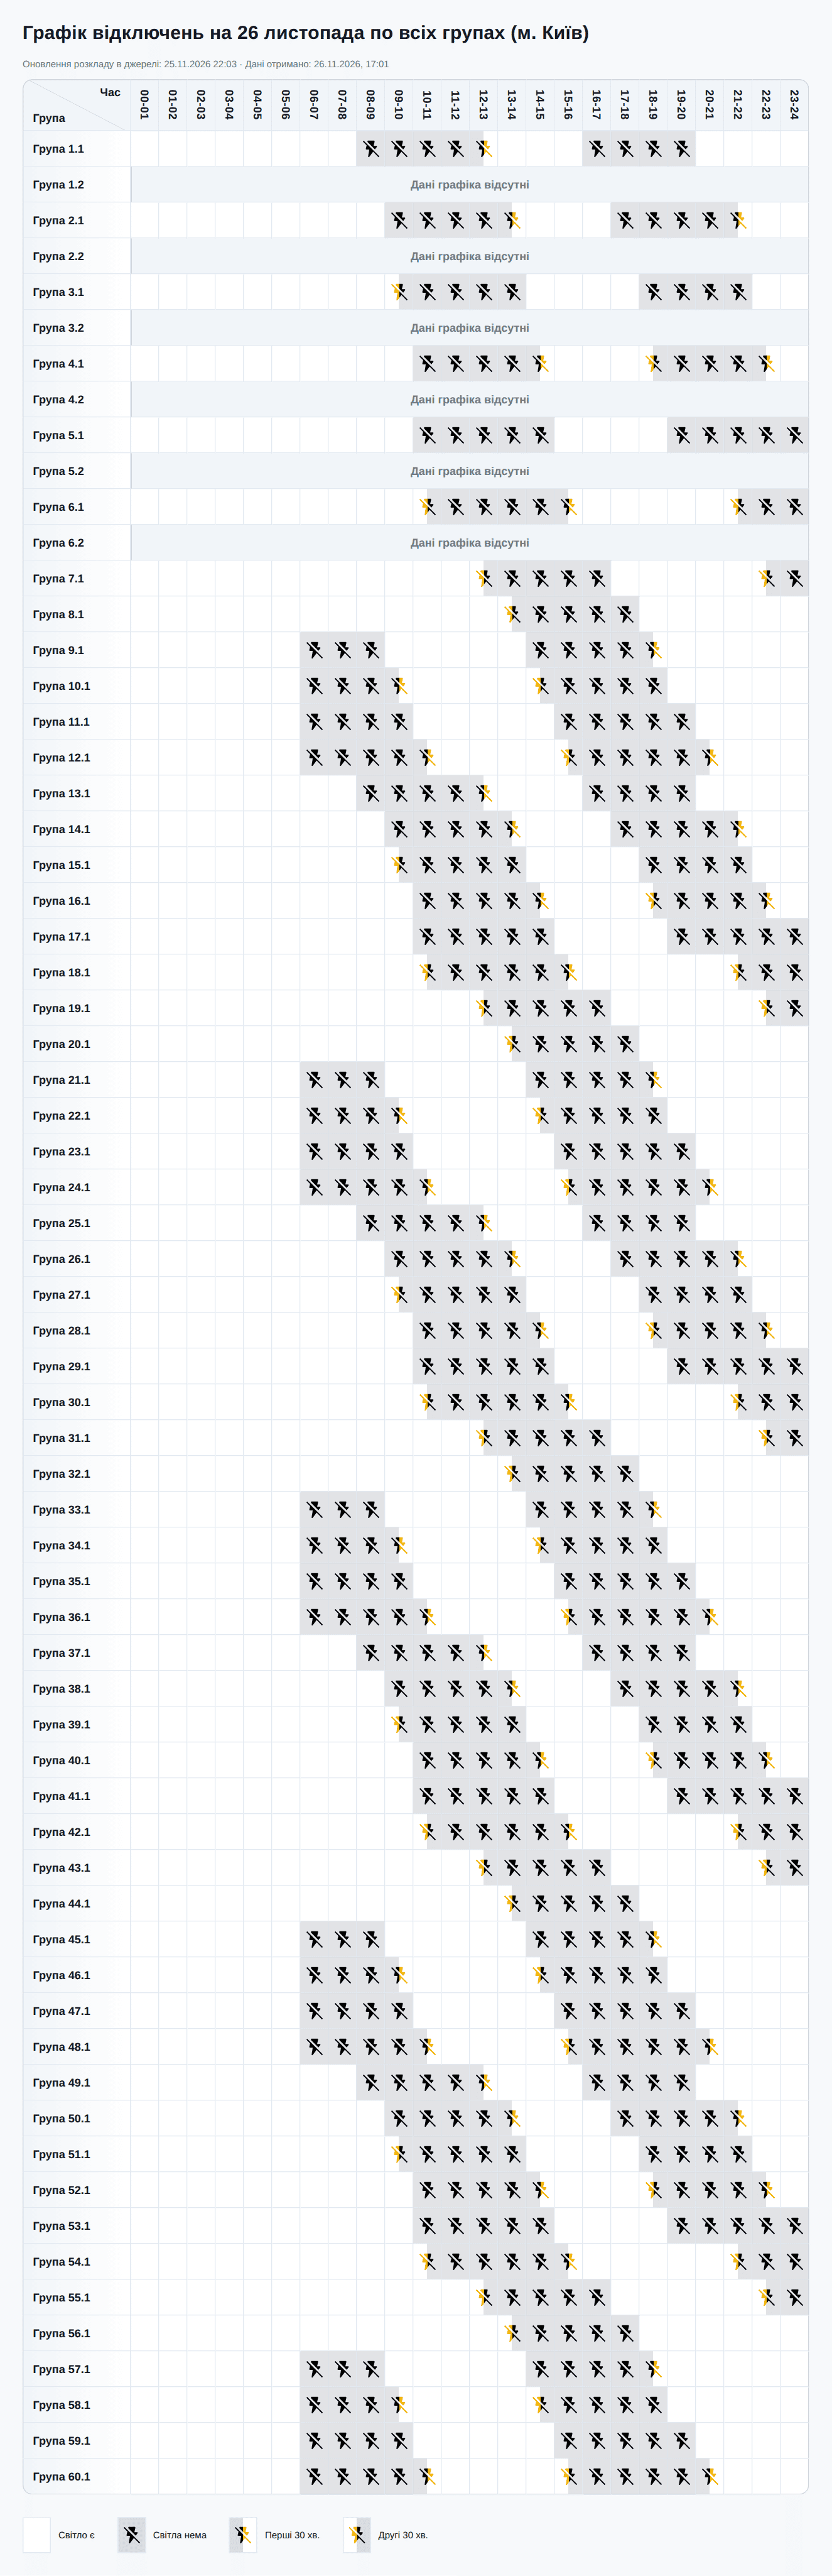 Графік відключень на 26 листопада по всіх групах (м. Київ)
Оновлення розкладу в джерелі: 25.11.2026 22:03 · Дані отримано: 26.11.2026, 17:01
Час
Група
00-01 01-02 02-03 03-04 04-05 05-06 06-07 07-08 08-09 09-10 10-11 11-12 12-13 13-14 14-15 15-16 16-17 17-18 18-19 19-20 20-21 21-22 22-23 23-24
Група 1.1
Група 1.2 Дані графіка відсутні
Група 2.1
Група 2.2 Дані графіка відсутні
Група 3.1
Група 3.2 Дані графіка відсутні
Група 4.1
Група 4.2 Дані графіка відсутні
Група 5.1
Група 5.2 Дані графіка відсутні
Група 6.1
Група 6.2 Дані графіка відсутні
Група 7.1
Група 8.1
Група 9.1
Група 10.1
Група 11.1
Група 12.1
Група 13.1
Група 14.1
Група 15.1
Група 16.1
Група 17.1
Група 18.1
Група 19.1
Група 20.1
Група 21.1
Група 22.1
Група 23.1
Група 24.1
Група 25.1
Група 26.1
Група 27.1
Група 28.1
Група 29.1
Група 30.1
Група 31.1
Група 32.1
Група 33.1
Група 34.1
Група 35.1
Група 36.1
Група 37.1
Група 38.1
Група 39.1
Група 40.1
Група 41.1
Група 42.1
Група 43.1
Група 44.1
Група 45.1
Група 46.1
Група 47.1
Група 48.1
Група 49.1
Група 50.1
Група 51.1
Група 52.1
Група 53.1
Група 54.1
Група 55.1
Група 56.1
Група 57.1
Група 58.1
Група 59.1
Група 60.1
Світло є Світла нема Перші 30 хв. Другі 30 хв.